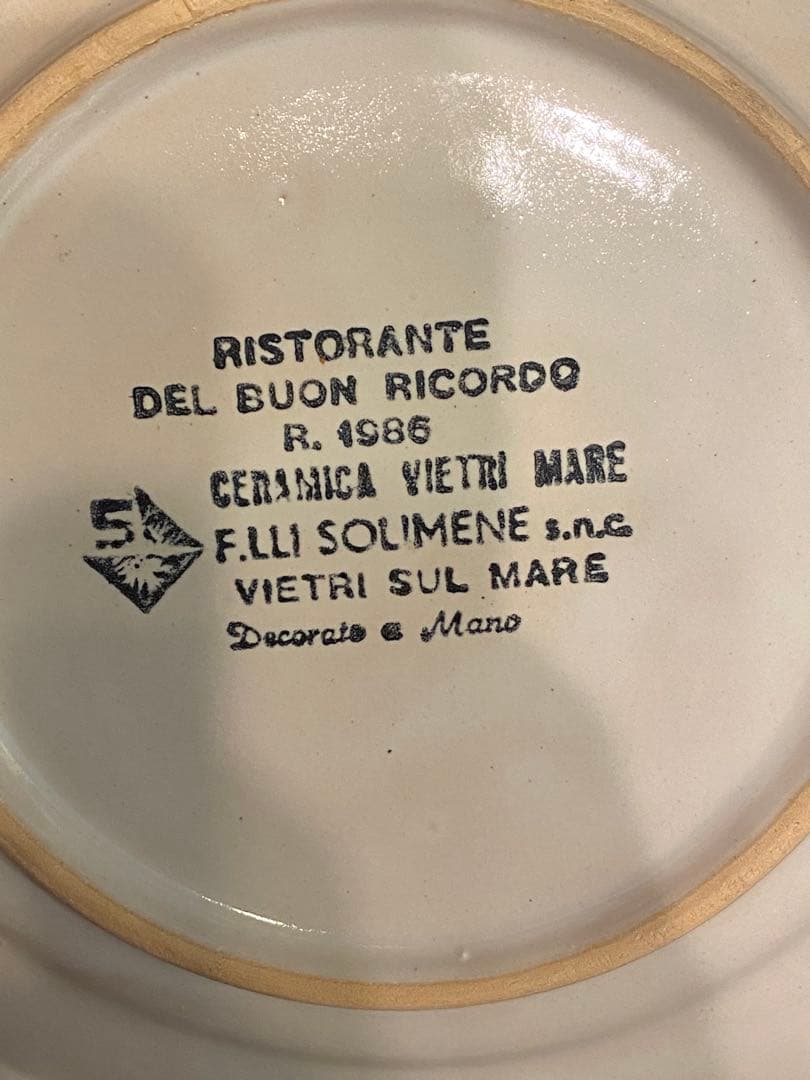 RISTORANTE
DEL BUON RICORDO
R. 1986
CERAMICA VIETRI MARE
S
F.LLI SOLIMENE s.n.c
VIETRI SUL MARE
Decorato a Mano